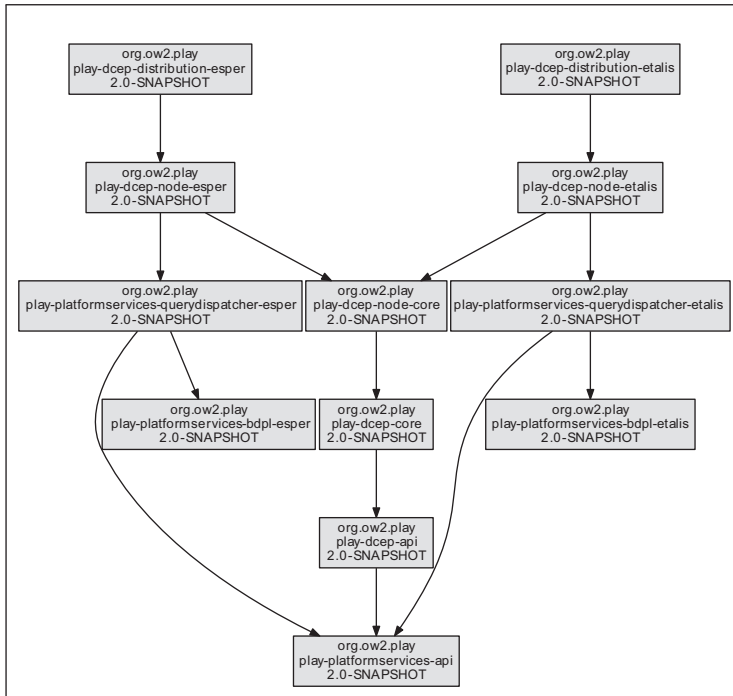 org.ow2.play
play-dcep-distribution-esper
2.0-SNAPSHOT
org.ow2.play
play-dcep-distribution-etalis
2.0-SNAPSHOT
org.ow2.play
play-dcep-node-esper
2.0-SNAPSHOT
org.ow2.play
play-dcep-node-etalis
2.0-SNAPSHOT
org.ow2.play
play-platformservices-querydispatcher-esper
2.0-SNAPSHOT
org.ow2.play
play-dcep-node-core
2.0-SNAPSHOT
org.ow2.play
play-platformservices-querydispatcher-etalis
2.0-SNAPSHOT
org.ow2.play
play-platformservices-bdpl-esper
2.0-SNAPSHOT
org.ow2.play
play-dcep-core
2.0-SNAPSHOT
org.ow2.play
play-platformservices-bdpl-etalis
2.0-SNAPSHOT
org.ow2.play
play-dcep-api
2.0-SNAPSHOT
org.ow2.play
play-platformservices-api
2.0-SNAPSHOT